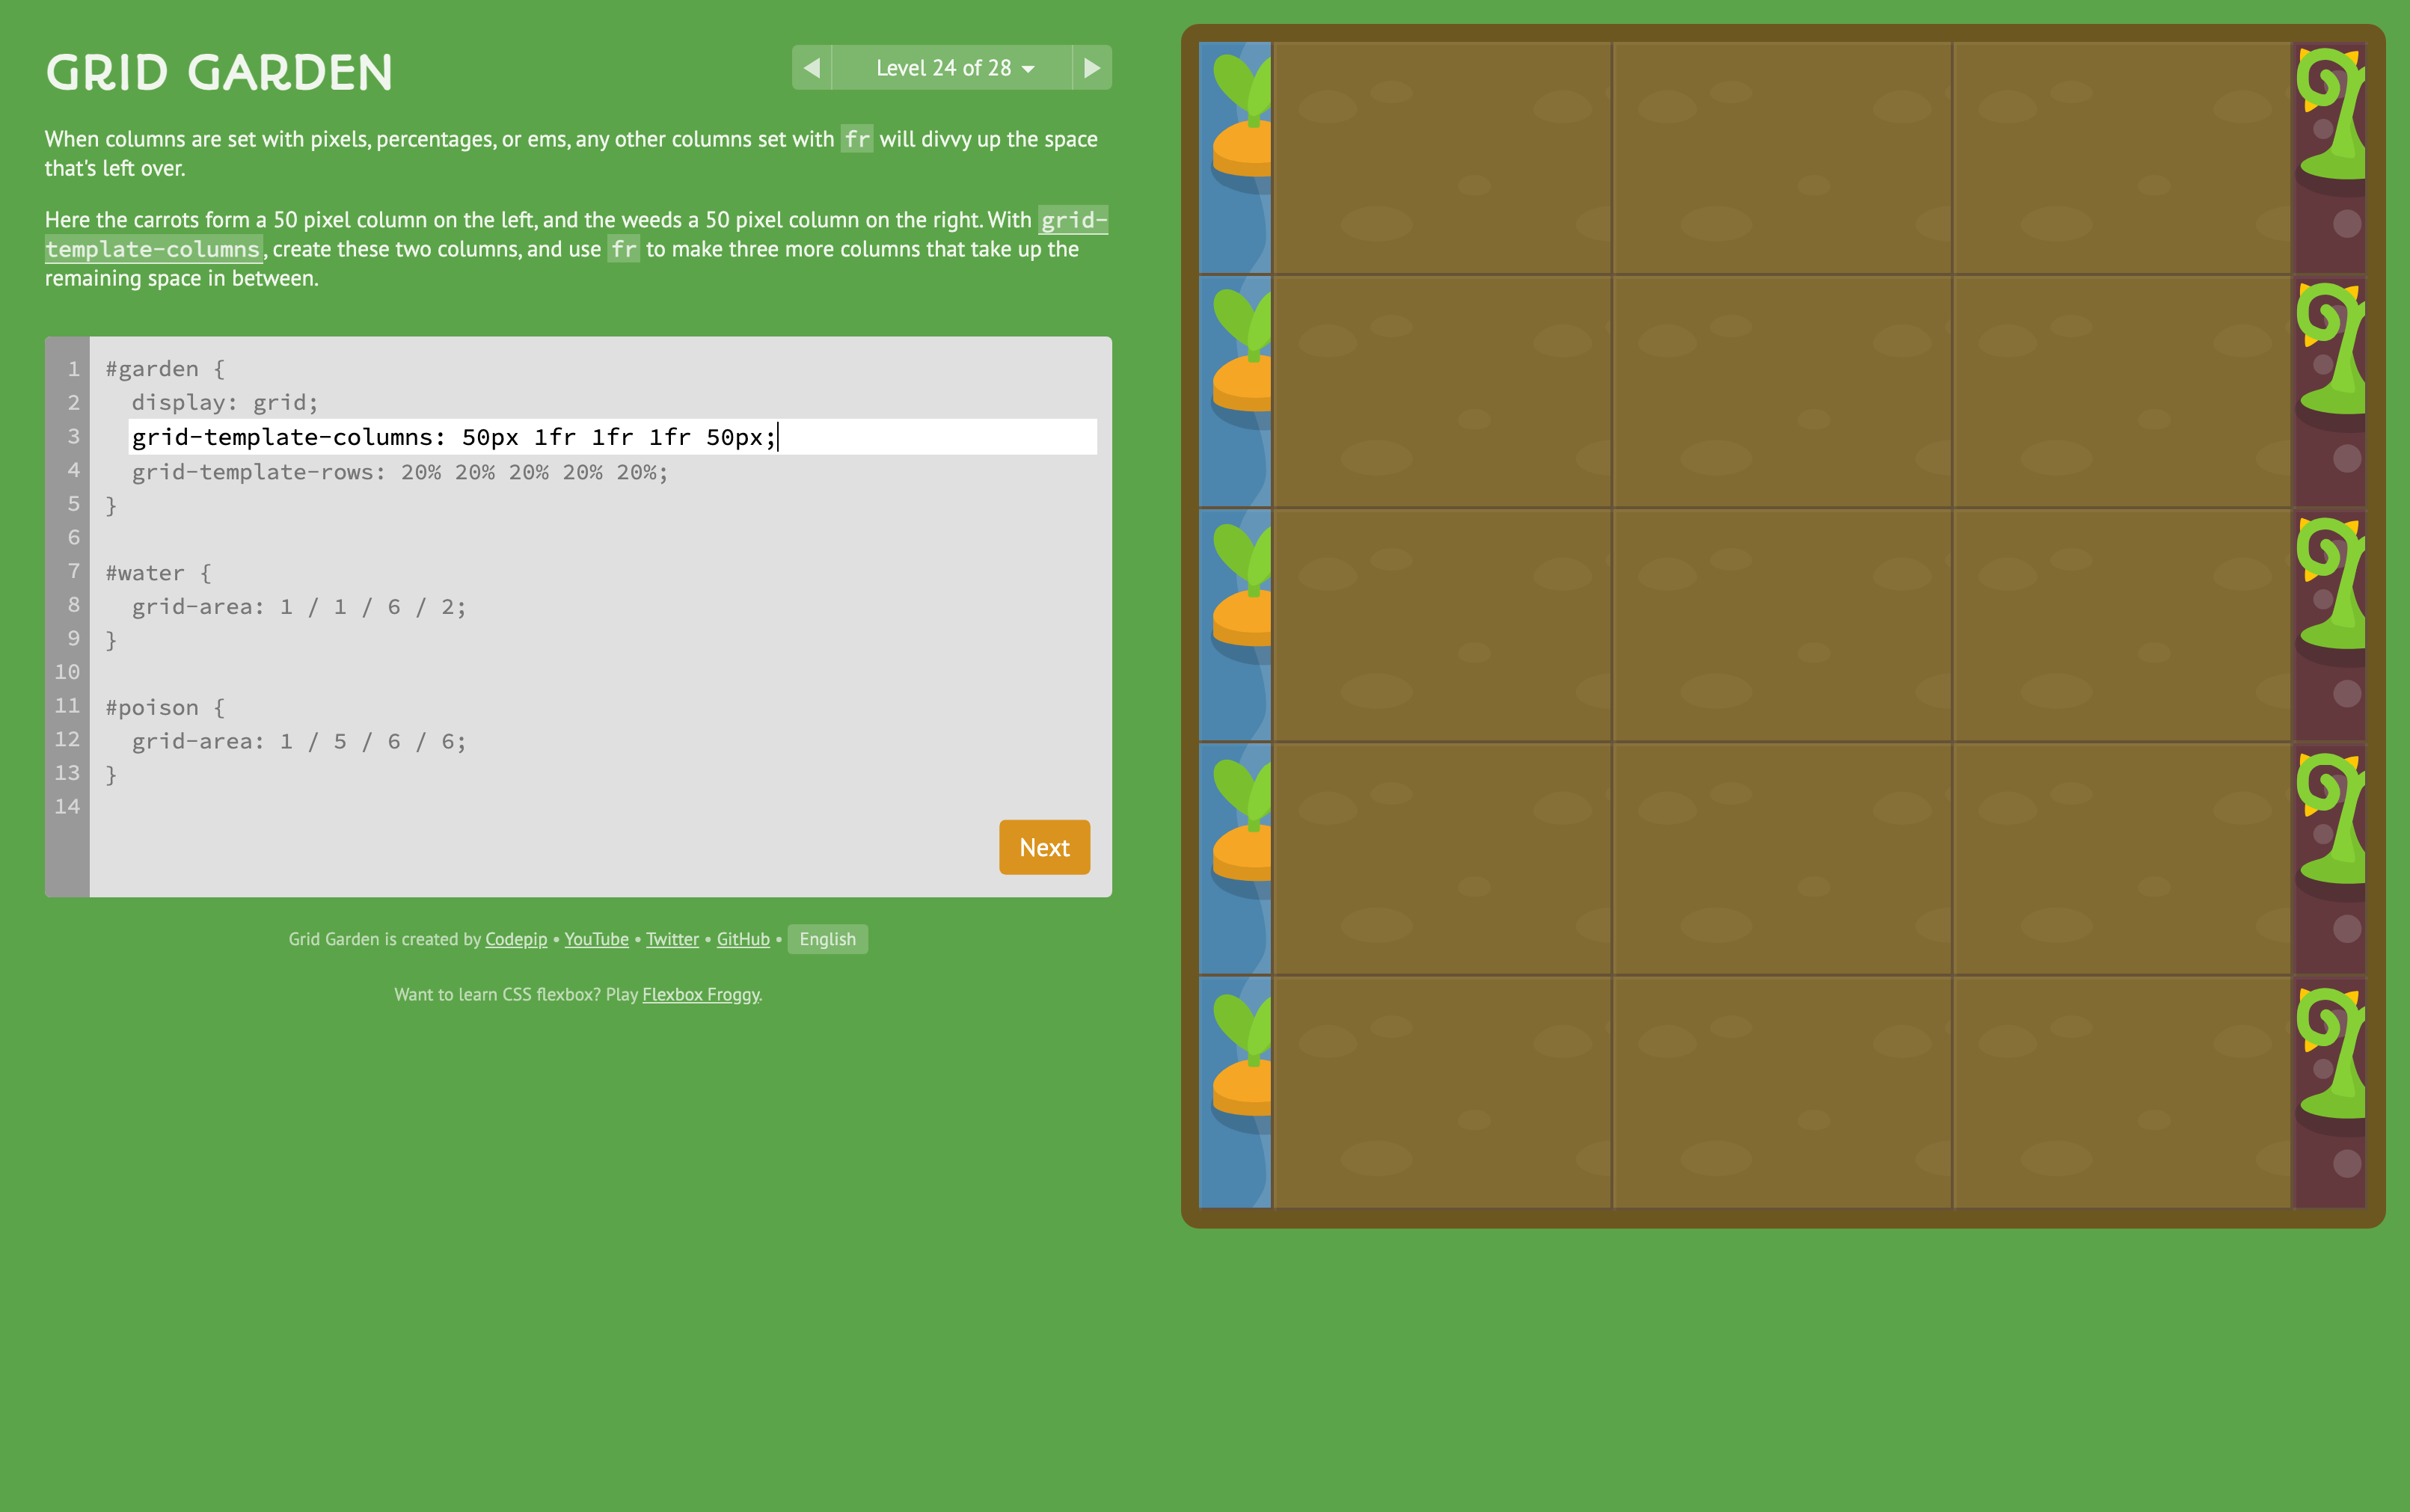 GRID GARDEN
Level 24 of 28
When columns are set with pixels, percentages, or ems, any other columns set with fr will divvy up the space
that's left over.
Here the carrots form a 50 pixel column on the left, and the weeds a 50 pixel column on the right. With grid-
template-columns, create these two columns, and use fr to make three more columns that take up the
remaining space in between.
1 #garden {
2   display: grid;
3   grid-template-columns: 50px 1fr 1fr 1fr 50px;
4   grid-template-rows: 20% 20% 20% 20% 20%;
5 }
6
7 #water {
8   grid-area: 1 / 1 / 6 / 2;
9 }
10
11 #poison {
12   grid-area: 1 / 5 / 6 / 6;
13 }
14
Next
Grid Garden is created by Codepip • YouTube • Twitter • GitHub • English
Want to learn CSS flexbox? Play Flexbox Froggy.